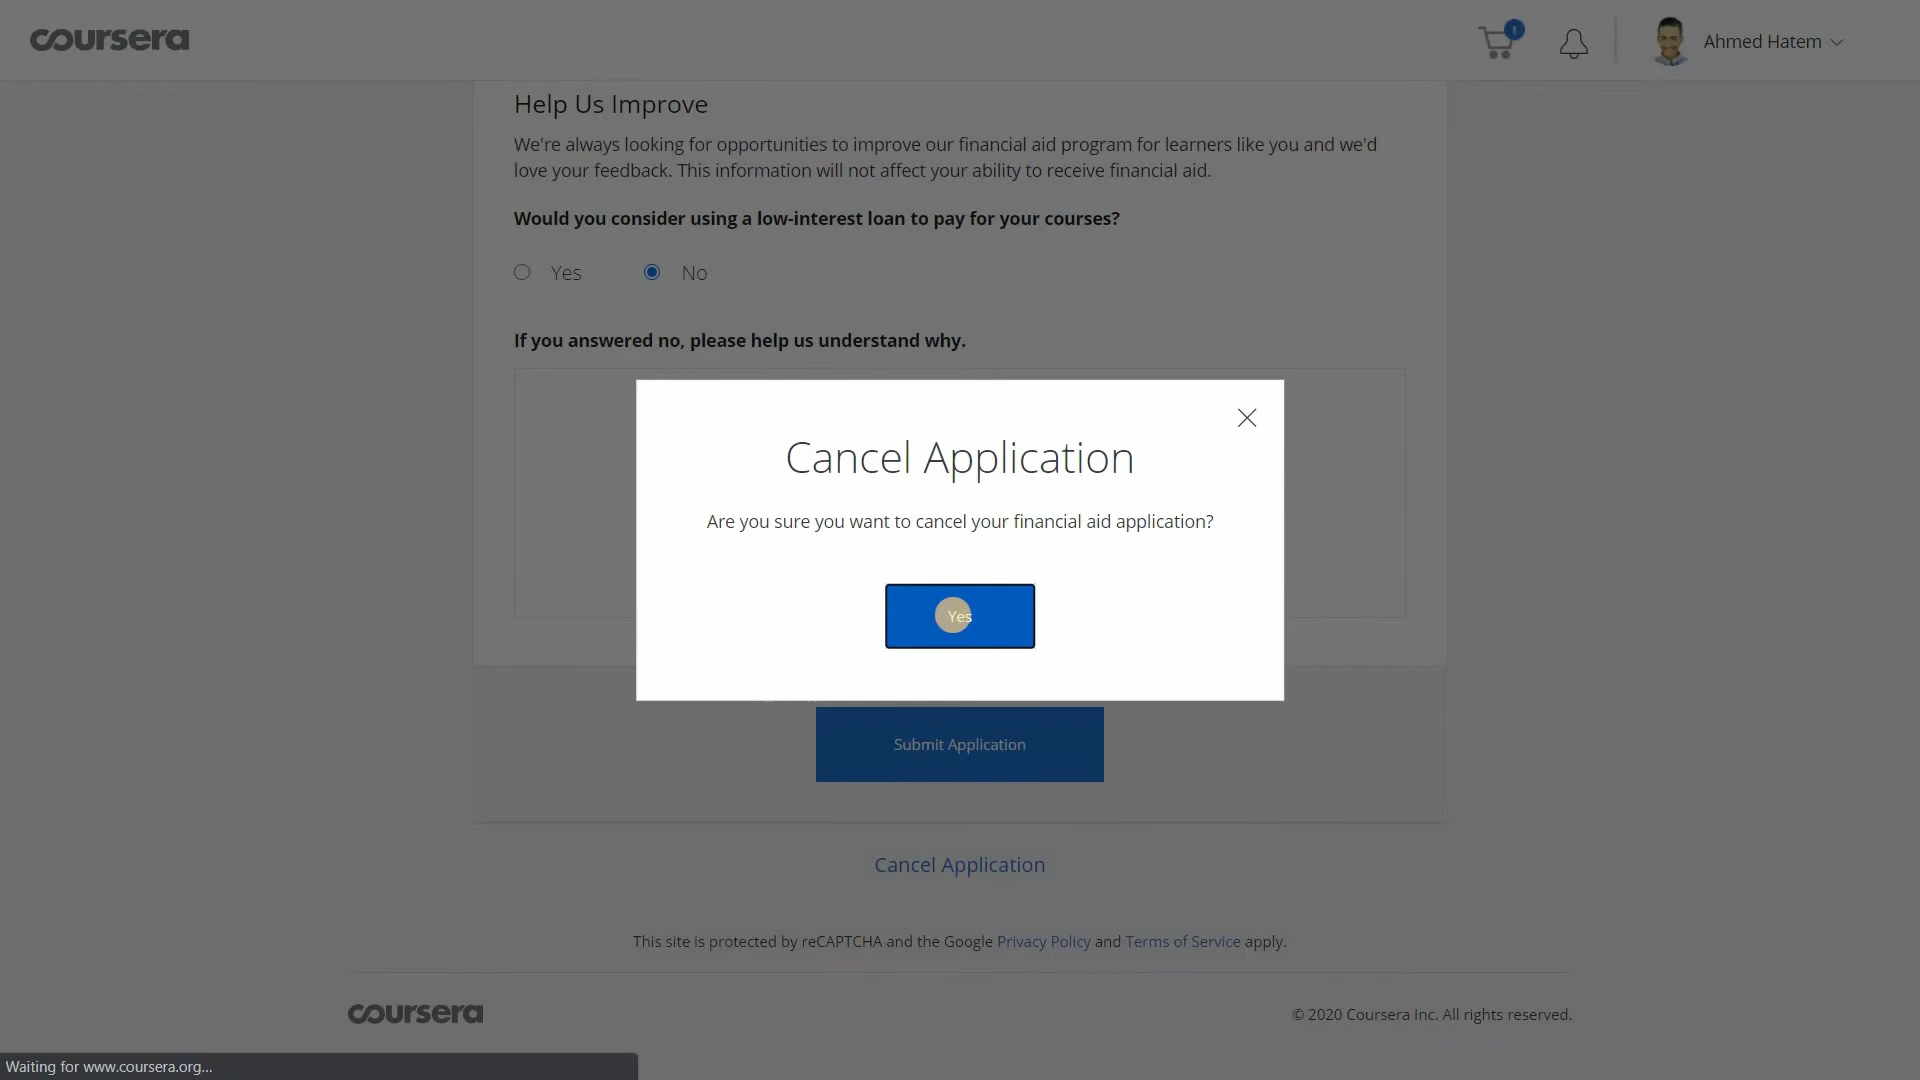 coursera
1
Ahmed Hatem
Help Us Improve
We're always looking for opportunities to improve our financial aid program for learners like you and we'd
love your feedback. This information will not affect your ability to receive financial aid.
Would you consider using a low-interest loan to pay for your courses?
Yes No
If you answered no, please help us understand why.
Cancel Application
Are you sure you want to cancel your financial aid application?
Yes
Submit Application
Cancel Application
This site is protected by reCAPTCHA and the Google Privacy Policy and Terms of Service apply.
coursera
© 2020 Coursera Inc. All rights reserved.
Waiting for www.coursera.org...